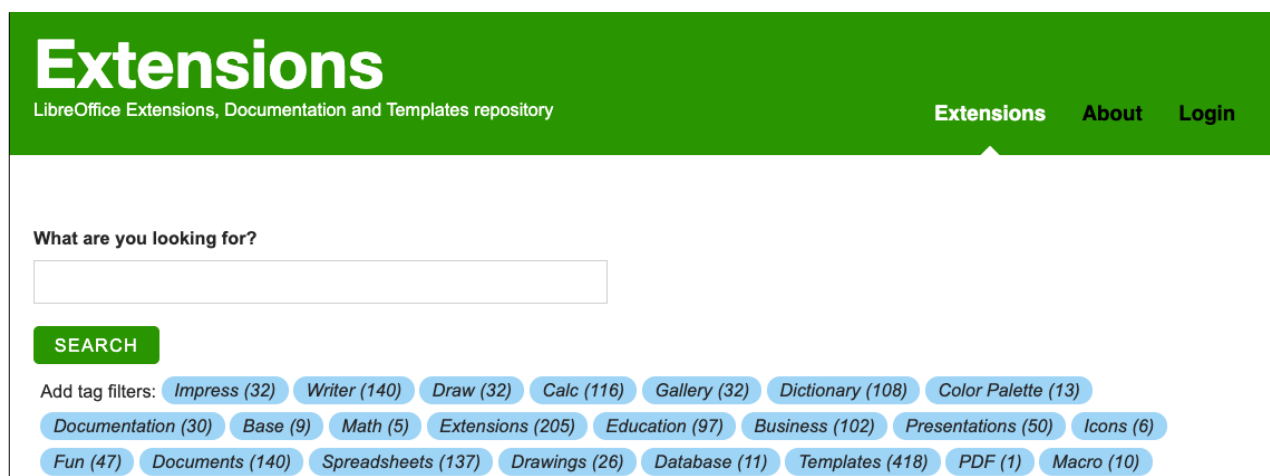 Extensions
LibreOffice Extensions, Documentation and Templates repository
Extensions About Login
What are you looking for?
SEARCH
Add tag filters: Impress (32) Writer (140) Draw (32) Calc (116) Gallery (32) Dictionary (108) Color Palette (13)
Documentation (30) Base (9) Math (5) Extensions (205) Education (97) Business (102) Presentations (50) Icons (6)
Fun (47) Documents (140) Spreadsheets (137) Drawings (26) Database (11) Templates (418) PDF (1) Macro (10)